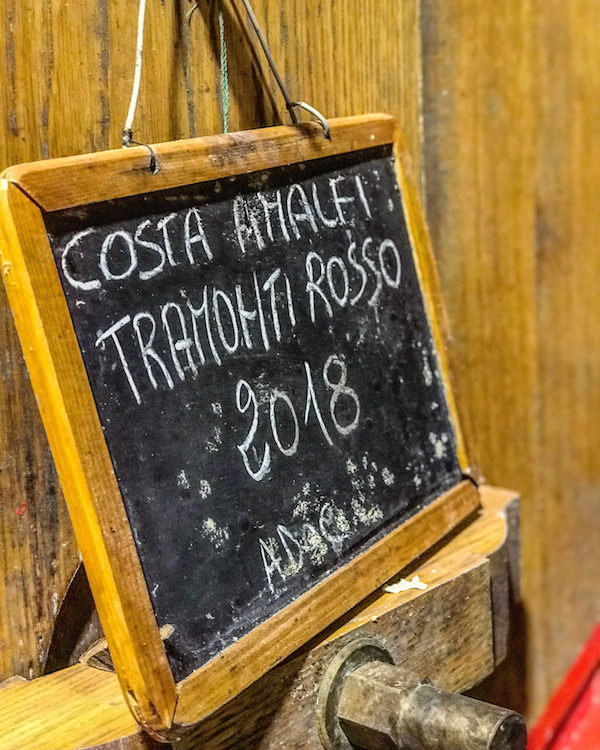 COSTA AMALFI
TRAMONTI ROSSO
2018
A.D.C